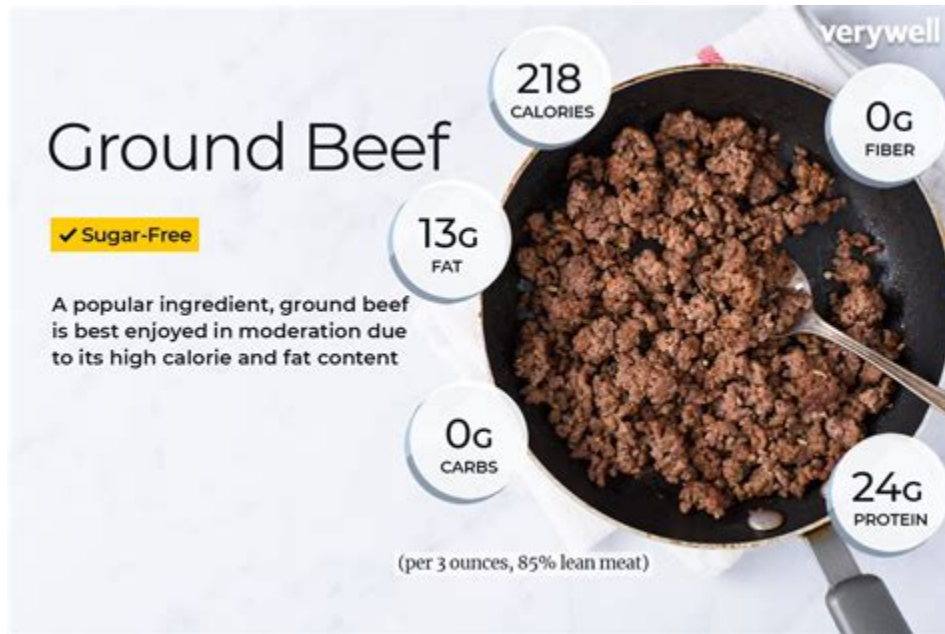 verywell
Ground Beef
✓ Sugar-Free
A popular ingredient, ground beef
is best enjoyed in moderation due
to its high calorie and fat content
218
CALORIES
0G
FIBER
13G
FAT
0G
CARBS
24G
PROTEIN
(per 3 ounces, 85% lean meat)